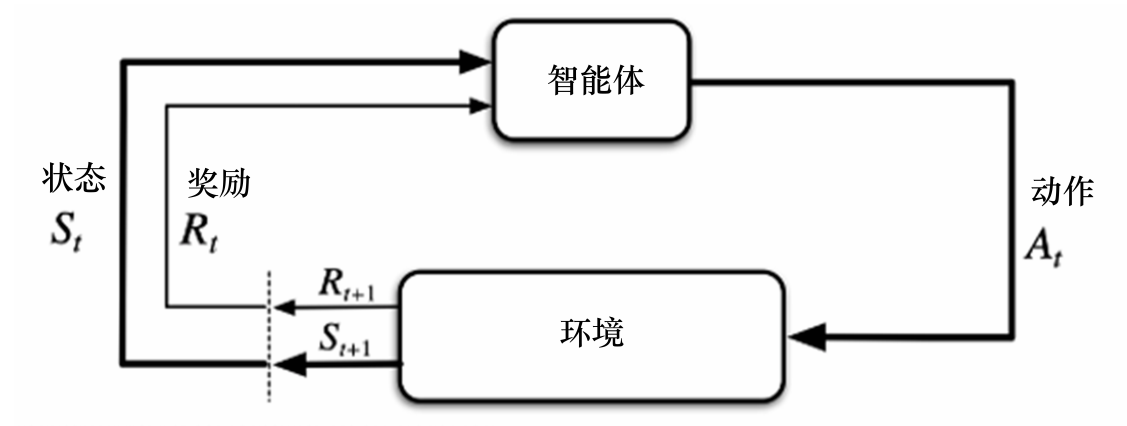 智能体
状态
S_t
奖励
R_t
动作
A_t
R_{t+1}
S_{t+1}
环境